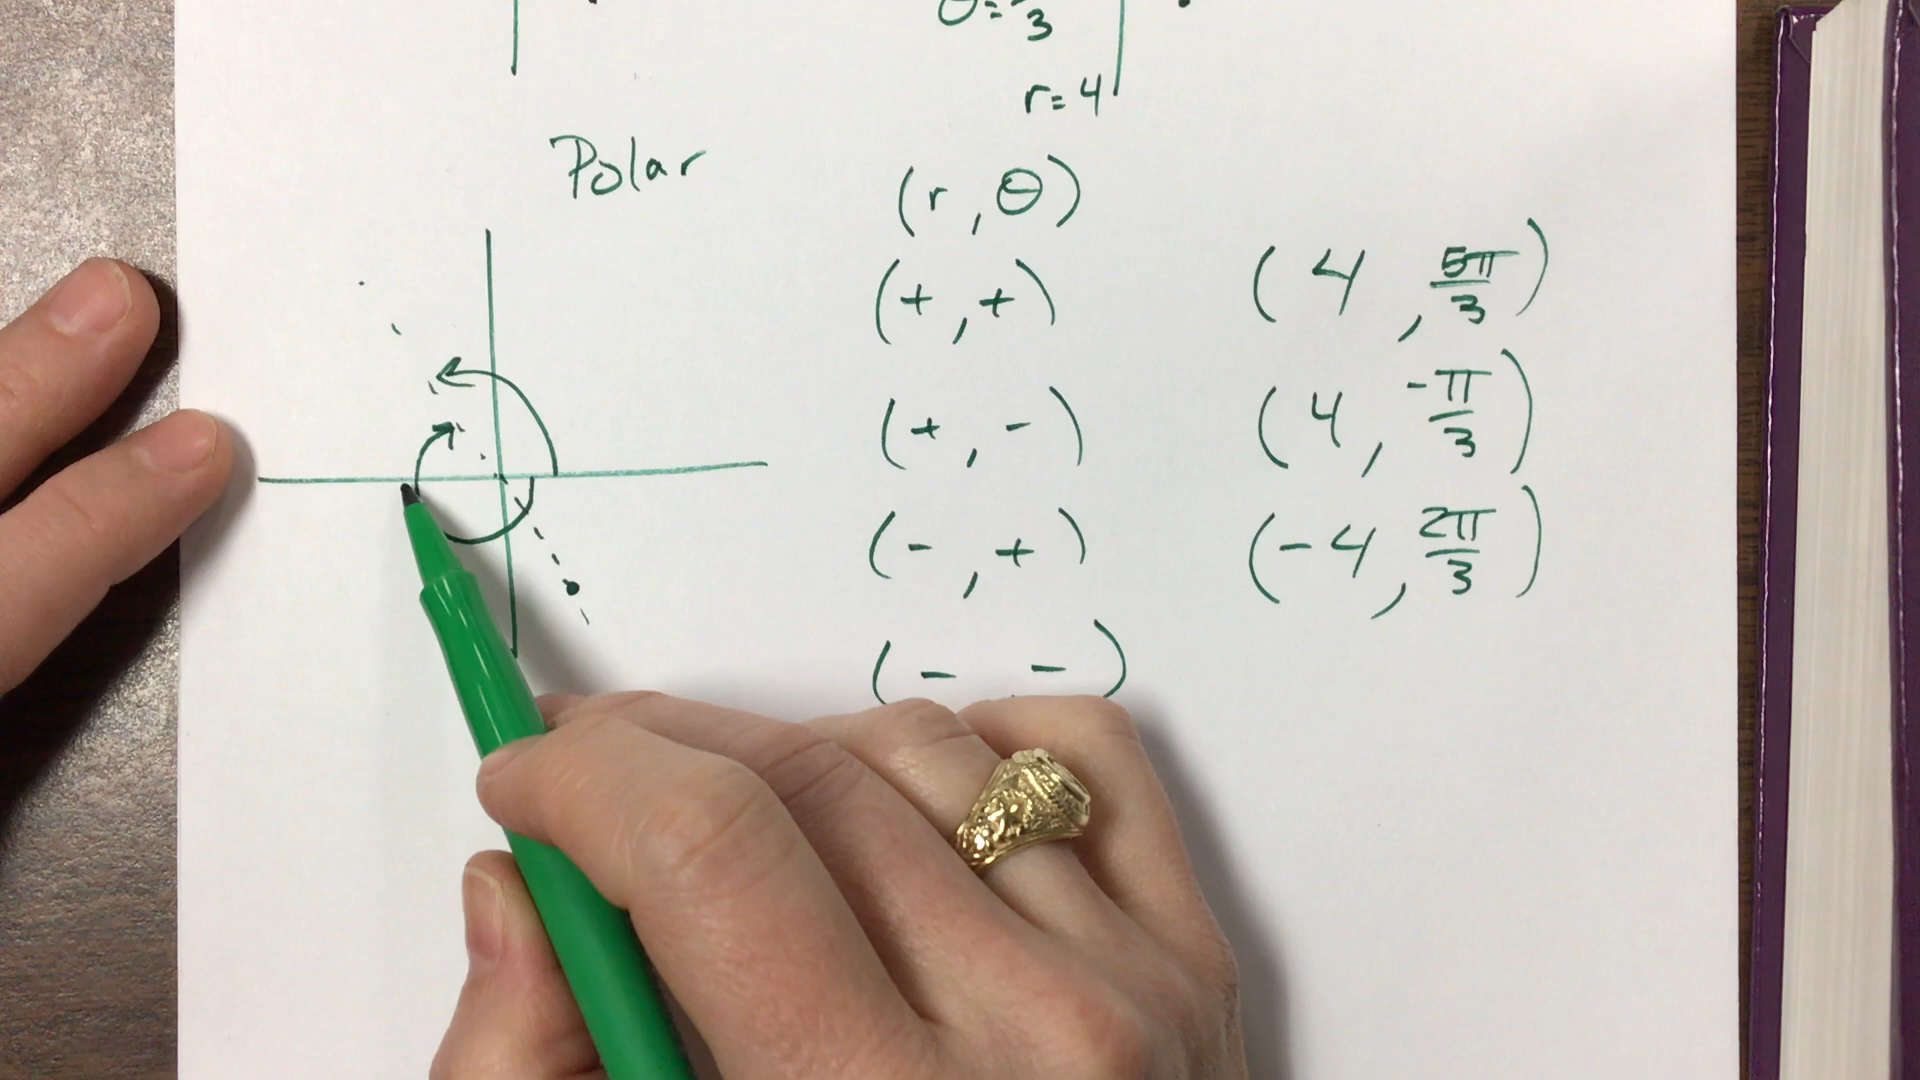 θ=
3
r=4
Polar
(r, θ)
(+, +) (4, 5π/3)
(+, -) (4, -π/3)
(-, +) (-4, 2π/3)
(- -)